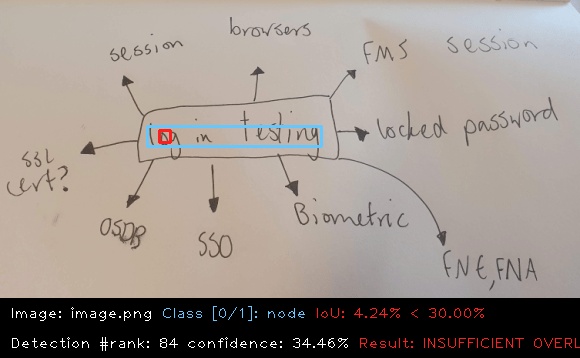 session
browsers
FMS session
log in testing
locked password
SSL
cert?
OSDB
SSO
Biometric
FNE, FNA
Image: image.png Class [0/1]: node IoU: 4.24% < 30.00%
Detection #rank: 84 confidence: 34.46% Result: INSUFFICIENT OVERL